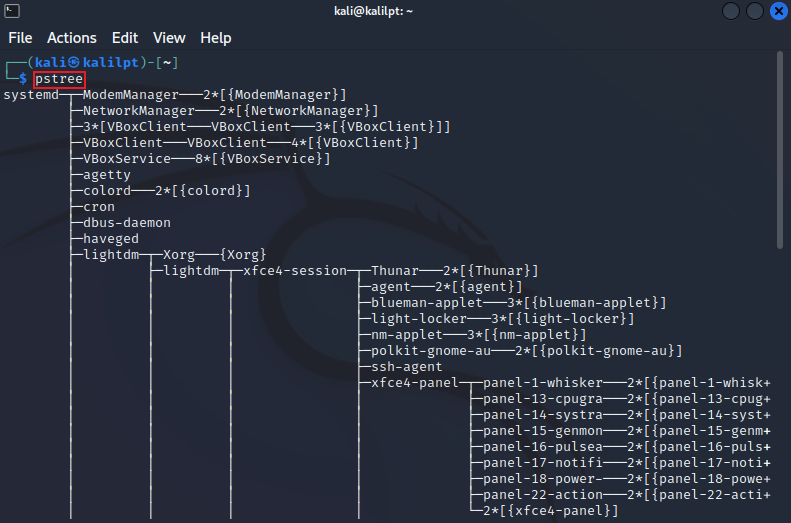 kali@kalilpt: ~
File Actions Edit View Help
┌──(kali㉿kalilpt)-[~]
└─$ pstree
systemd─┬─ModemManager───2*[{ModemManager}]
        ├─NetworkManager───2*[{NetworkManager}]
        ├─3*[VBoxClient───VBoxClient───3*[{VBoxClient}]]
        ├─VBoxClient───VBoxClient───4*[{VBoxClient}]
        ├─VBoxService───8*[{VBoxService}]
        ├─agetty
        ├─colord───2*[{colord}]
        ├─cron
        ├─dbus-daemon
        ├─haveged
        ├─lightdm─┬─Xorg───{Xorg}
        │         ├─lightdm─┬─xfce4-session─┬─Thunar───2*[{Thunar}]
        │         │         │               ├─agent───2*[{agent}]
        │         │         │               ├─blueman-applet───3*[{blueman-applet}]
        │         │         │               ├─light-locker───3*[{light-locker}]
        │         │         │               ├─nm-applet───3*[{nm-applet}]
        │         │         │               ├─polkit-gnome-au───2*[{polkit-gnome-au}]
        │         │         │               ├─ssh-agent
        │         │         │               ├─xfce4-panel─┬─panel-1-whisker───2*[{panel-1-whisk+
        │         │         │               │             ├─panel-13-cpugra───2*[{panel-13-cpug+
        │         │         │               │             ├─panel-14-systra───2*[{panel-14-syst+
        │         │         │               │             ├─panel-15-genmon───2*[{panel-15-genm+
        │         │         │               │             ├─panel-16-pulsea───2*[{panel-16-puls+
        │         │         │               │             ├─panel-17-notifi───2*[{panel-17-noti+
        │         │         │               │             ├─panel-18-power-───2*[{panel-18-powe+
        │         │         │               │             ├─panel-22-action───2*[{panel-22-acti+
        │         │         │               │             └─2*[{xfce4-panel}]